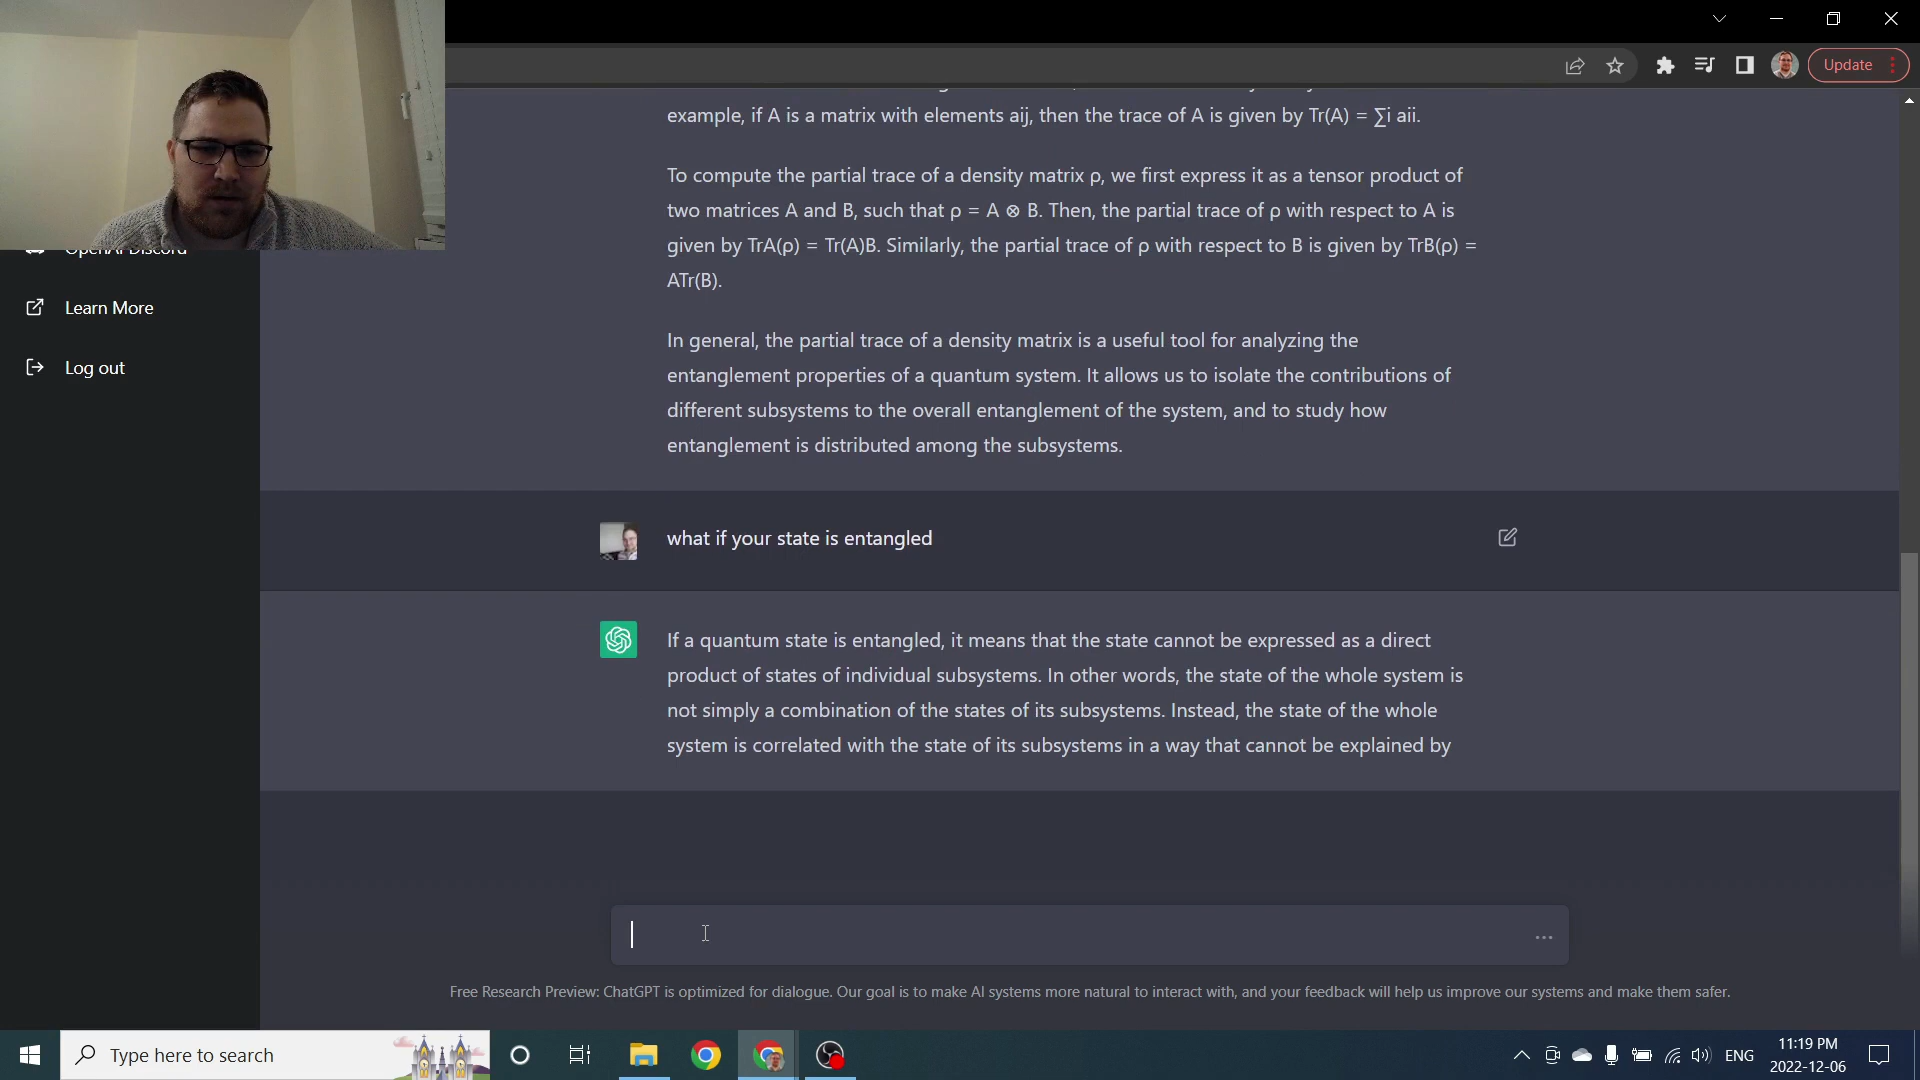 Update
example, if A is a matrix with elements aij, then the trace of A is given by Tr(A) = ∑i aii.
To compute the partial trace of a density matrix ρ, we first express it as a tensor product of
two matrices A and B, such that ρ = A ⊗ B. Then, the partial trace of ρ with respect to A is
given by TrA(ρ) = Tr(A)B. Similarly, the partial trace of ρ with respect to B is given by TrB(ρ) =
ATr(B).
In general, the partial trace of a density matrix is a useful tool for analyzing the
entanglement properties of a quantum system. It allows us to isolate the contributions of
different subsystems to the overall entanglement of the system, and to study how
entanglement is distributed among the subsystems.
OpenAI Discord
Learn More
Log out
what if your state is entangled
If a quantum state is entangled, it means that the state cannot be expressed as a direct
product of states of individual subsystems. In other words, the state of the whole system is
not simply a combination of the states of its subsystems. Instead, the state of the whole
system is correlated with the state of its subsystems in a way that cannot be explained by
Free Research Preview: ChatGPT is optimized for dialogue. Our goal is to make AI systems more natural to interact with, and your feedback will help us improve our systems and make them safer.
Type here to search
ENG
11:19 PM
2022-12-06